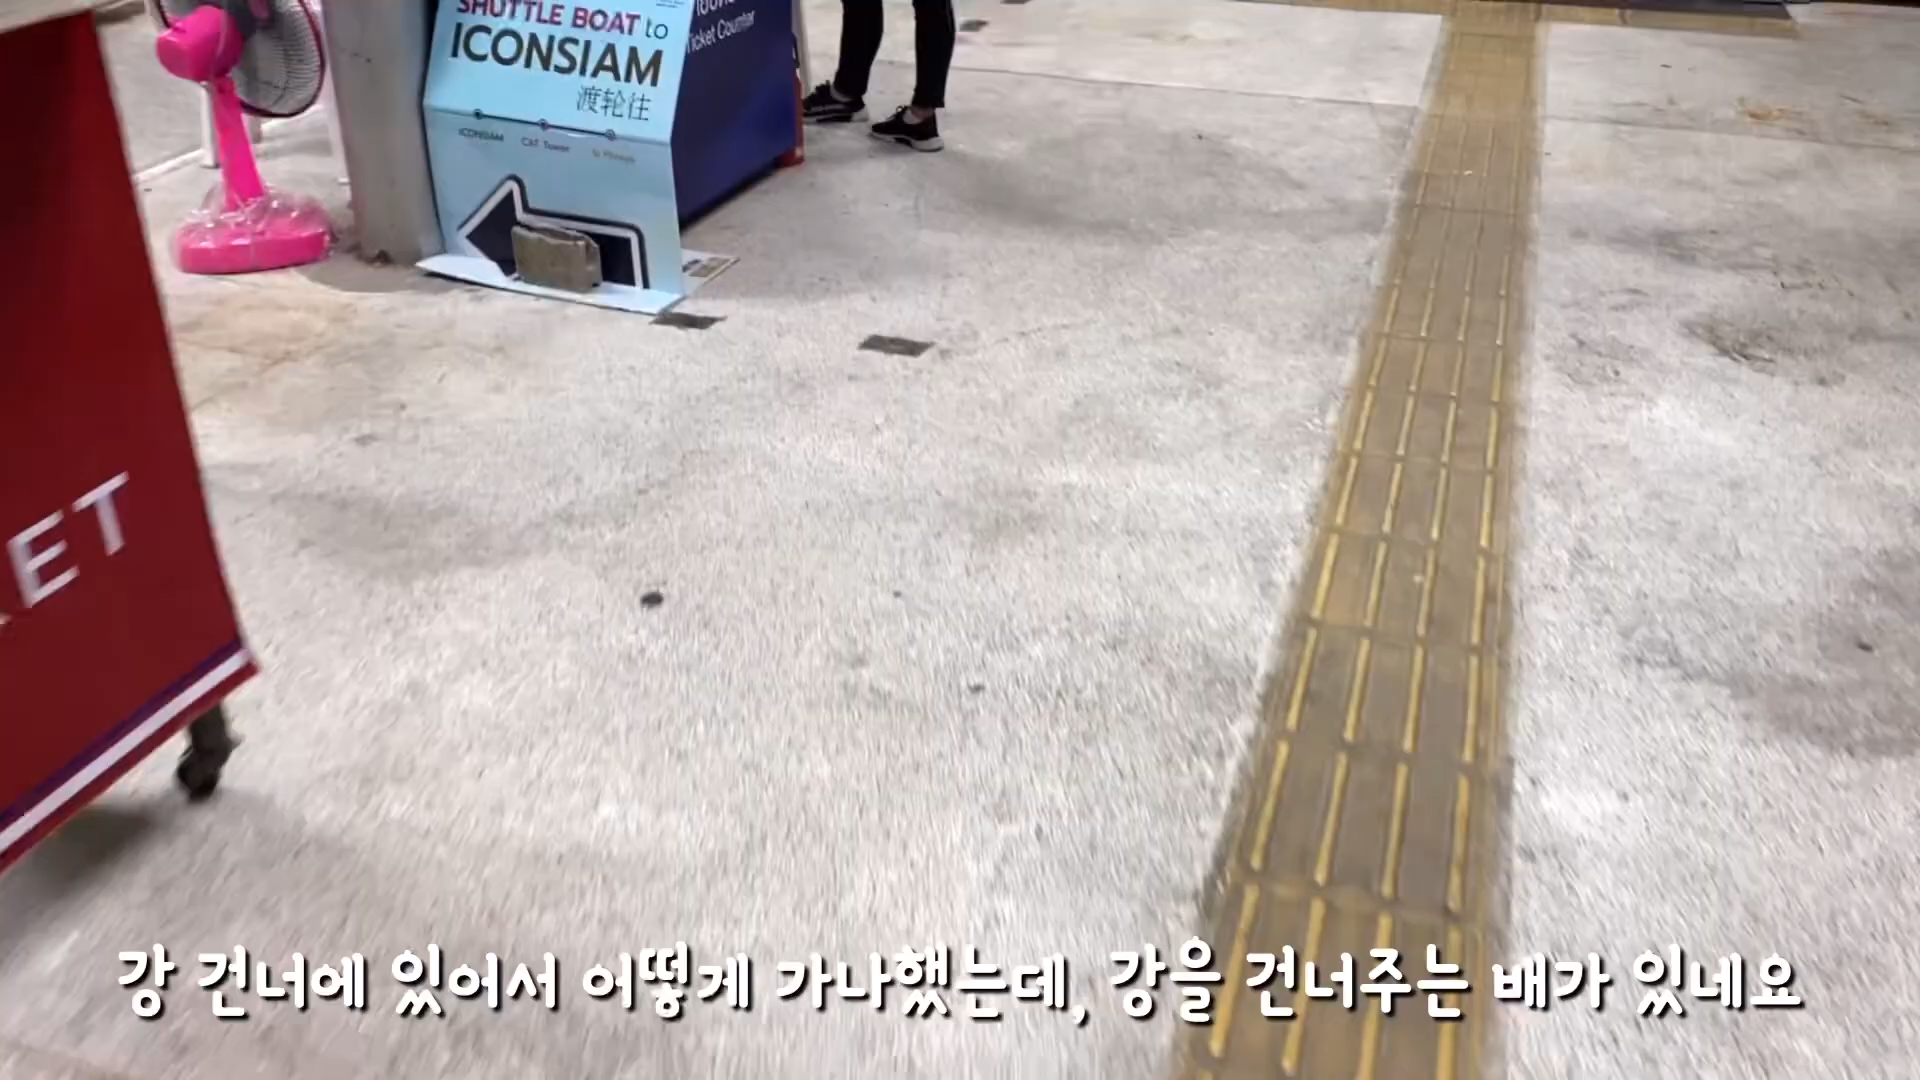 SHUTTLE BOAT to
ICONSIAM
渡轮往
ICONSIAM
CAT Tower
Ticket Counter
ET
강 건너에 있어서 어떻게 가나했는데, 강을 건너주는 배가 있네요